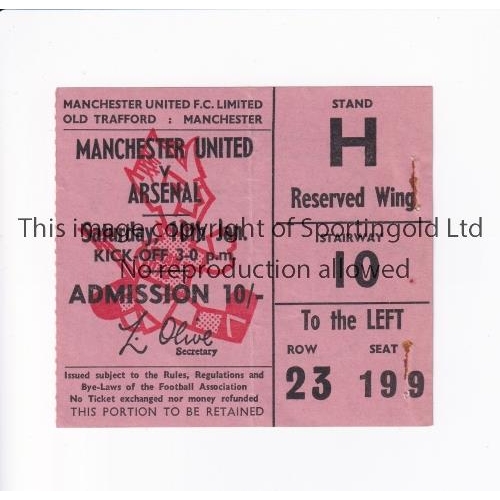 MANCHESTER UNITED F.C. LIMITED
OLD TRAFFORD : MANCHESTER
MANCHESTER UNITED
v
ARSENAL
Saturday, 10th Jan.
KICK-OFF 3-0 p.m.
ADMISSION 10/-
L. Olive
Secretary
Issued subject to the Rules, Regulations and
Bye-Laws of the Football Association
No Ticket exchanged nor money refunded
THIS PORTION TO BE RETAINED
STAND
H
Reserved Wing
STAIRWAY
10
To the LEFT
ROW SEAT
23 199
This image copyright of Sportingold Ltd
No reproduction allowed